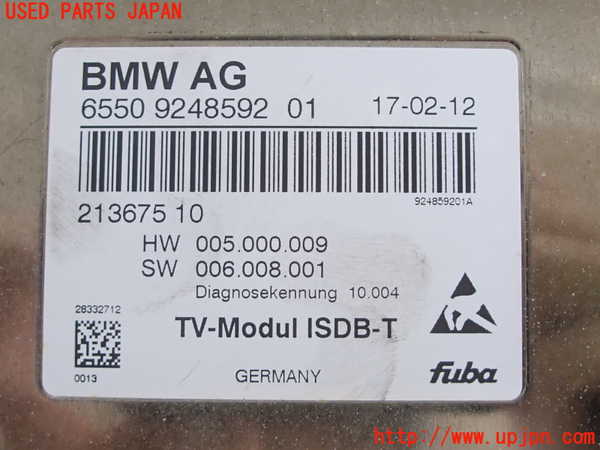 USED PARTS JAPAN
BMW AG
6550 9248592 01 17-02-12
924859201A
213675 10
HW 005.000.009
SW 006.008.001
Diagnosekennung 10.004
28332712
TV-Modul ISDB-T
0013
GERMANY
fuba
http://www.upjpn.com/